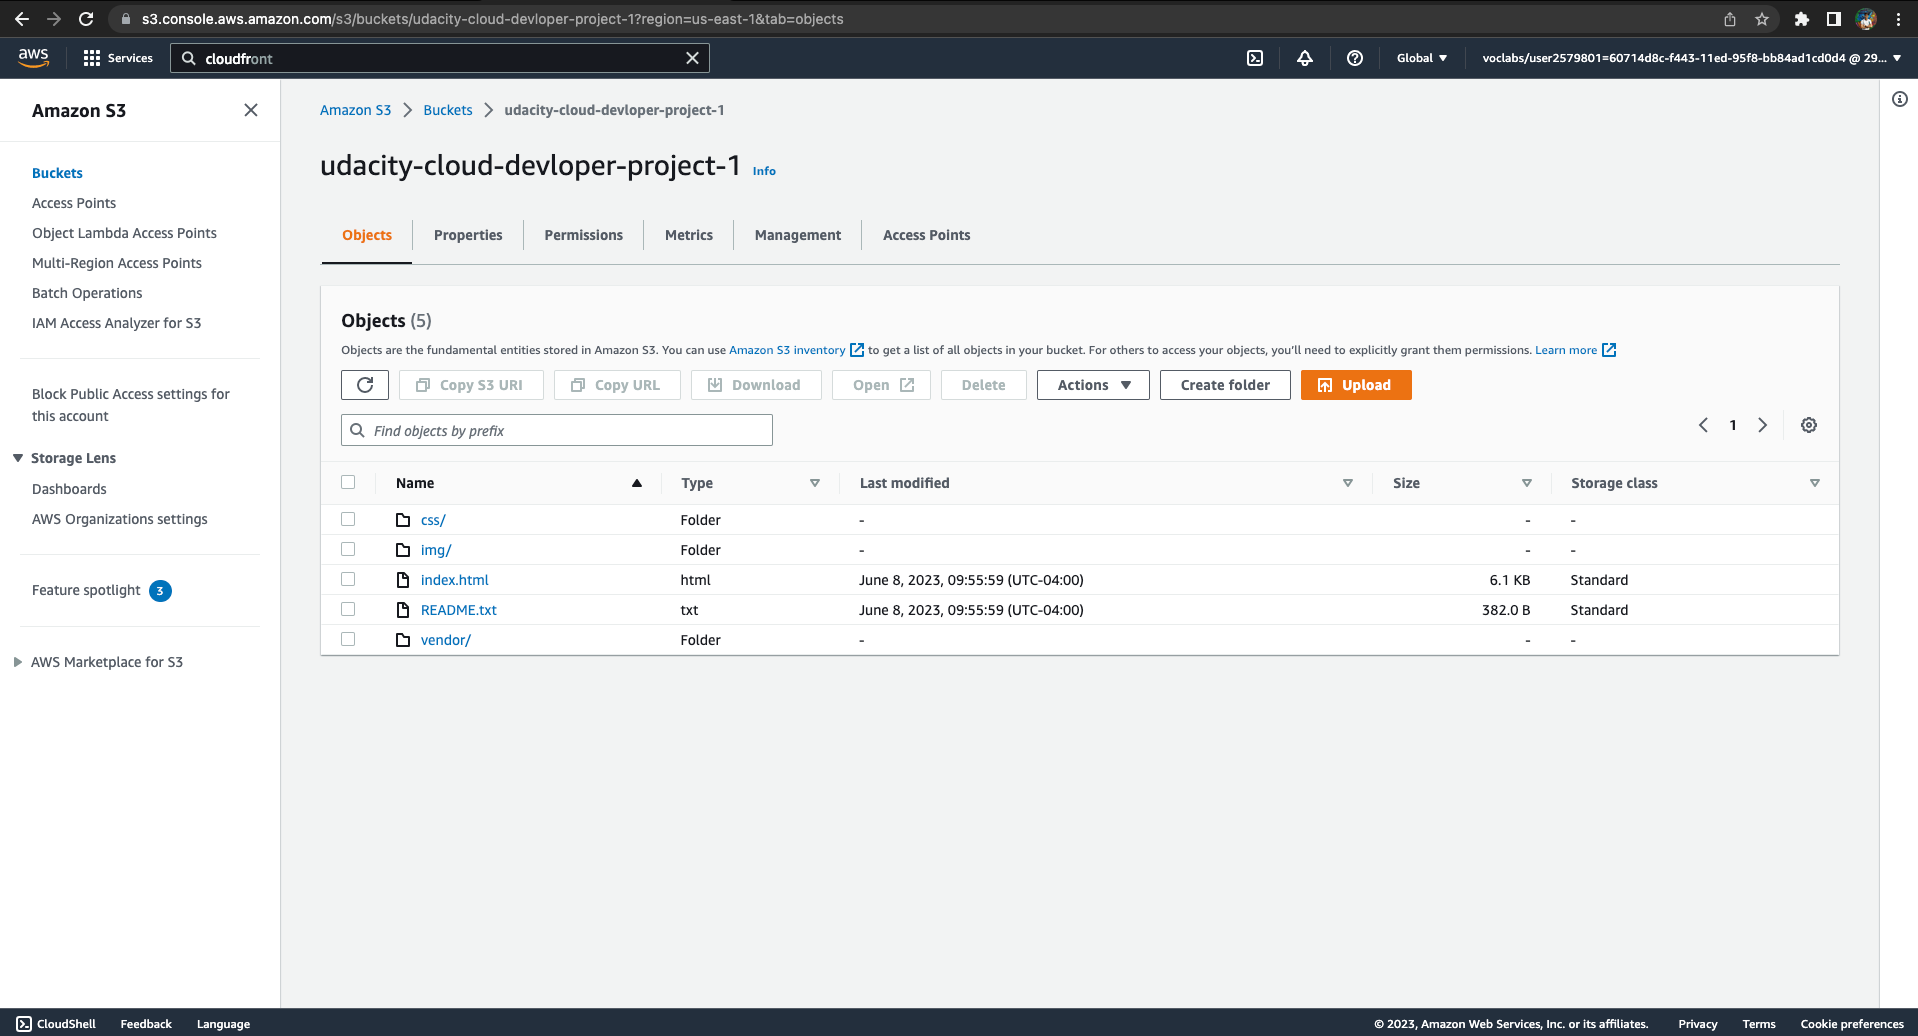 s3.console.aws.amazon.com/s3/buckets/udacity-cloud-devloper-project-1?region=us-east-1&tab=objects
aws Services cloudfront Global voclabs/user2579801=60714d8c-f443-11ed-95f8-bb84ad1cd0d4 @ 29...
Amazon S3
Buckets
Access Points
Object Lambda Access Points
Multi-Region Access Points
Batch Operations
IAM Access Analyzer for S3
Block Public Access settings for
this account
Storage Lens
Dashboards
AWS Organizations settings
Feature spotlight 3
AWS Marketplace for S3
Amazon S3 Buckets udacity-cloud-devloper-project-1
udacity-cloud-devloper-project-1 Info
Objects Properties Permissions Metrics Management Access Points
Objects (5)
Objects are the fundamental entities stored in Amazon S3. You can use Amazon S3 inventory to get a list of all objects in your bucket. For others to access your objects, you'll need to explicitly grant them permissions. Learn more
Copy S3 URI Copy URL Download Open Delete Actions Create folder Upload
Find objects by prefix 1
Name Type Last modified Size Storage class
css/ Folder - - -
img/ Folder - - -
index.html html June 8, 2023, 09:55:59 (UTC-04:00) 6.1 KB Standard
README.txt txt June 8, 2023, 09:55:59 (UTC-04:00) 382.0 B Standard
vendor/ Folder - - -
CloudShell Feedback Language © 2023, Amazon Web Services, Inc. or its affiliates. Privacy Terms Cookie preferences